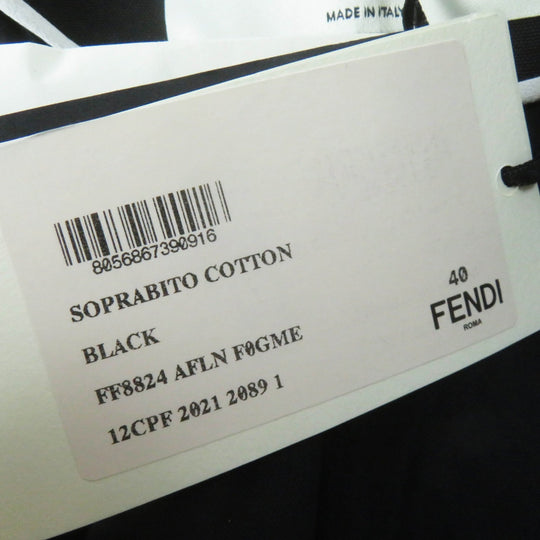 MADE IN ITALY
8056867390916
SOPRABITO COTTON
BLACK
FF8824 AFLN F0GME
12CPF 2021 2089 1
40
FENDI
ROMA